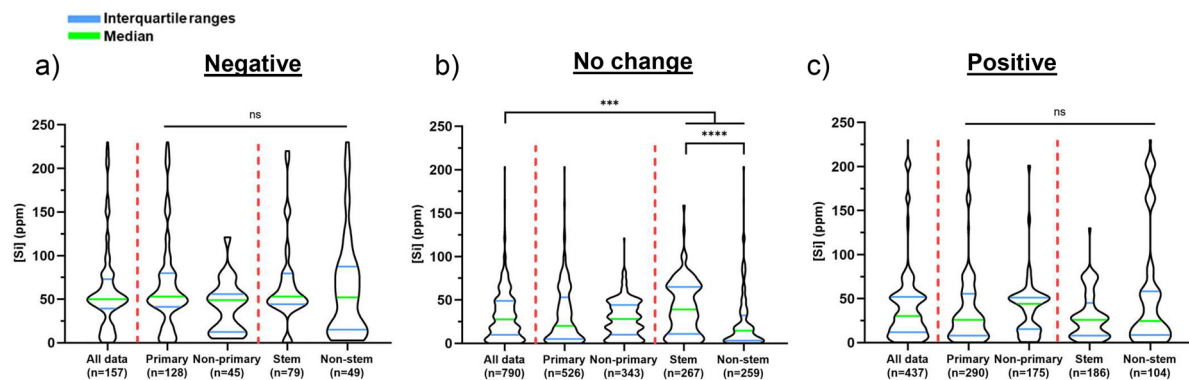 Interquartile ranges
Median
a)
Negative
ns
[Si] (ppm)
250
200
150
100
50
0
All data
(n=157)
Primary
(n=128)
Non-primary
(n=45)
Stem
(n=79)
Non-stem
(n=49)
b)
No change
***
****
[Si] (ppm)
250
200
150
100
50
0
All data
(n=790)
Primary
(n=526)
Non-primary
(n=343)
Stem
(n=267)
Non-stem
(n=259)
c)
Positive
ns
[Si] (ppm)
250
200
150
100
50
0
All data
(n=437)
Primary
(n=290)
Non-primary
(n=175)
Stem
(n=186)
Non-stem
(n=104)